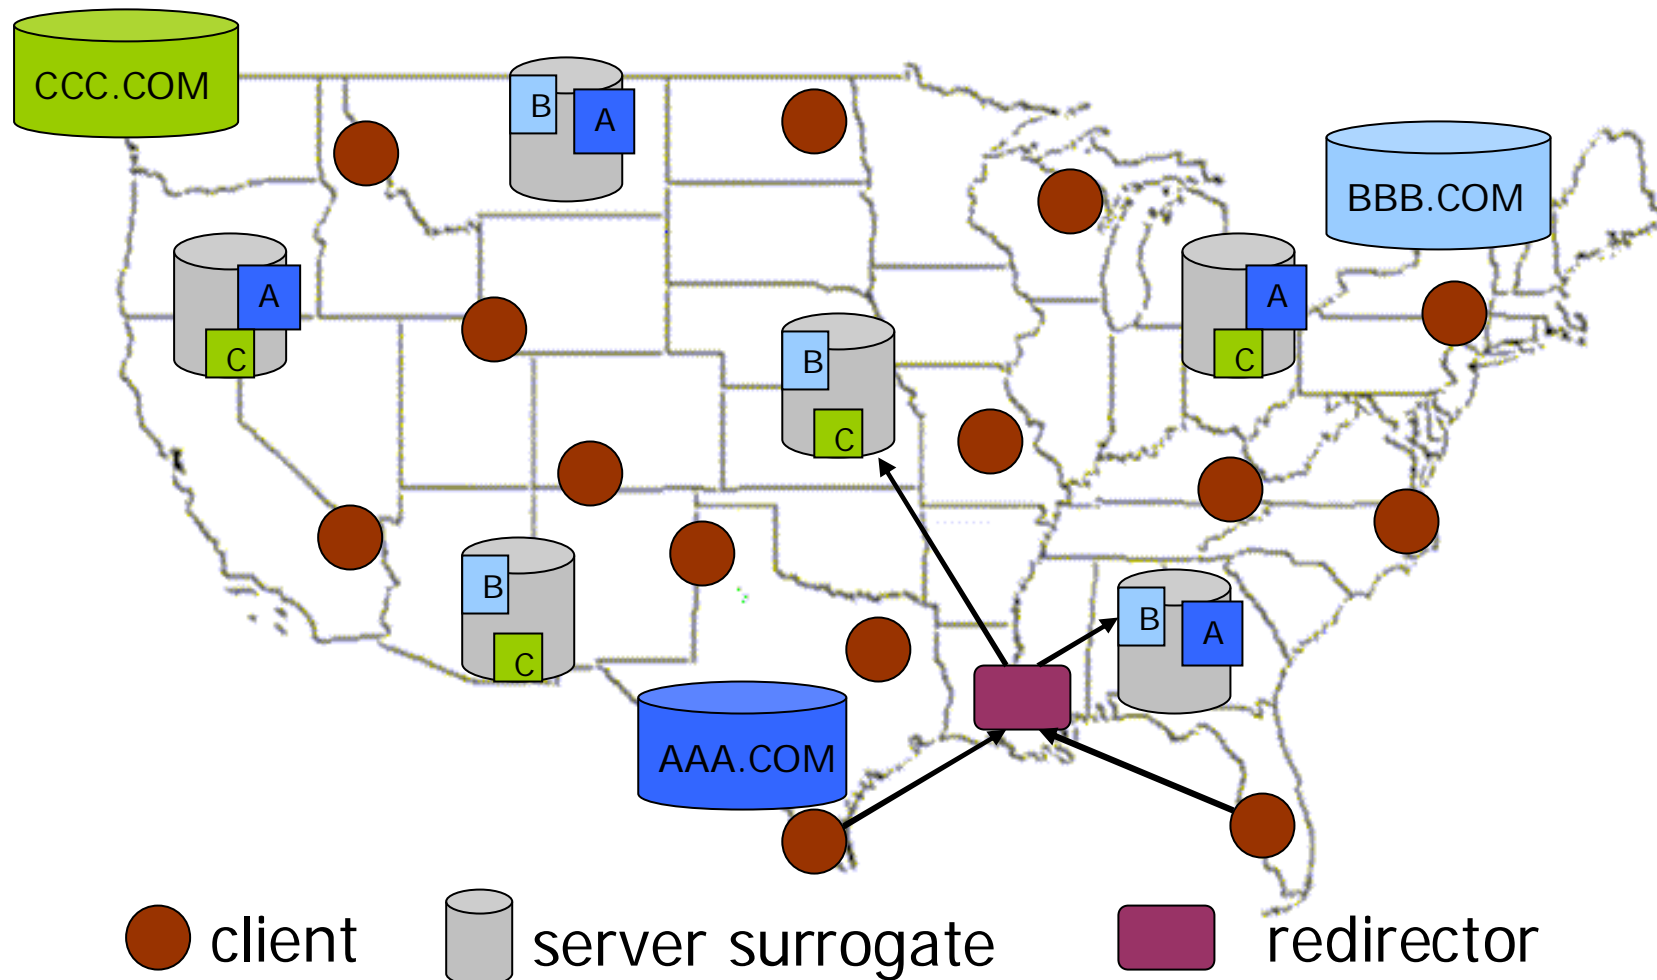 CCC.COM
B
A
BBB.COM
A
C
A
C
B
C
B
C
B
A
AAA.COM
client
server surrogate
redirector